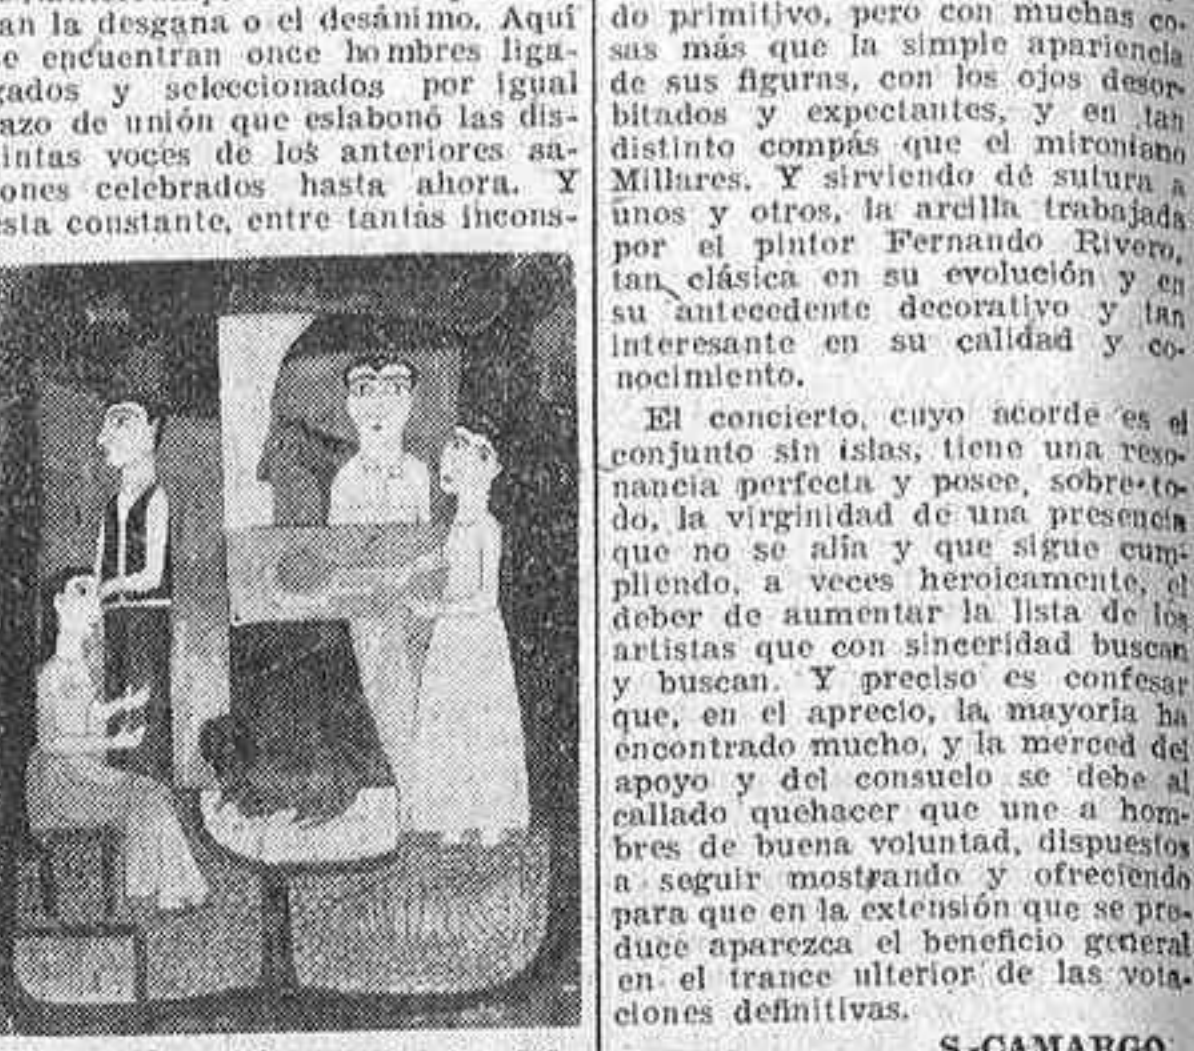 an la desgana o el desánimo. Aquí
e encuentran once hombres liga-
gados y seleccionados por igual
azo de unión que eslabonó las dis-
intas voces de los anteriores sa-
ones celebrados hasta ahora. Y
esta constante, entre tantas incons-
do primitivo, pero con muchas co-
sas más que la simple apariencia
de sus figuras, con los ojos desor-
bitados y expectantes, y en tan
distinto compás que el mironiano
Millares. Y sirviendo de sutura a
unos y otros, la arcilla trabajada
por el pintor Fernando Rivero,
tan clásica en su evolución y en
su antecedente decorativo y tan
interesante en su calidad y co-
nocimiento.
El concierto, cuyo acorde es el
conjunto sin islas, tiene una reso-
nancia perfecta y posee, sobre to-
do, la virginidad de una presencia
que no se alía y que sigue cum-
pliendo, a veces heroicamente, el
deber de aumentar la lista de los
artistas que con sinceridad buscan
y buscan. Y preciso es confesar
que, en el aprecio, la mayoría ha
encontrado mucho, y la merced del
apoyo y del consuelo se debe al
callado quehacer que une a hom-
bres de buena voluntad, dispuestos
a seguir mostrando y ofreciendo
para que en la extensión que se pro-
duce aparezca el beneficio general
en el trance ulterior de las vota-
ciones definitivas.
S.-CAMARGO